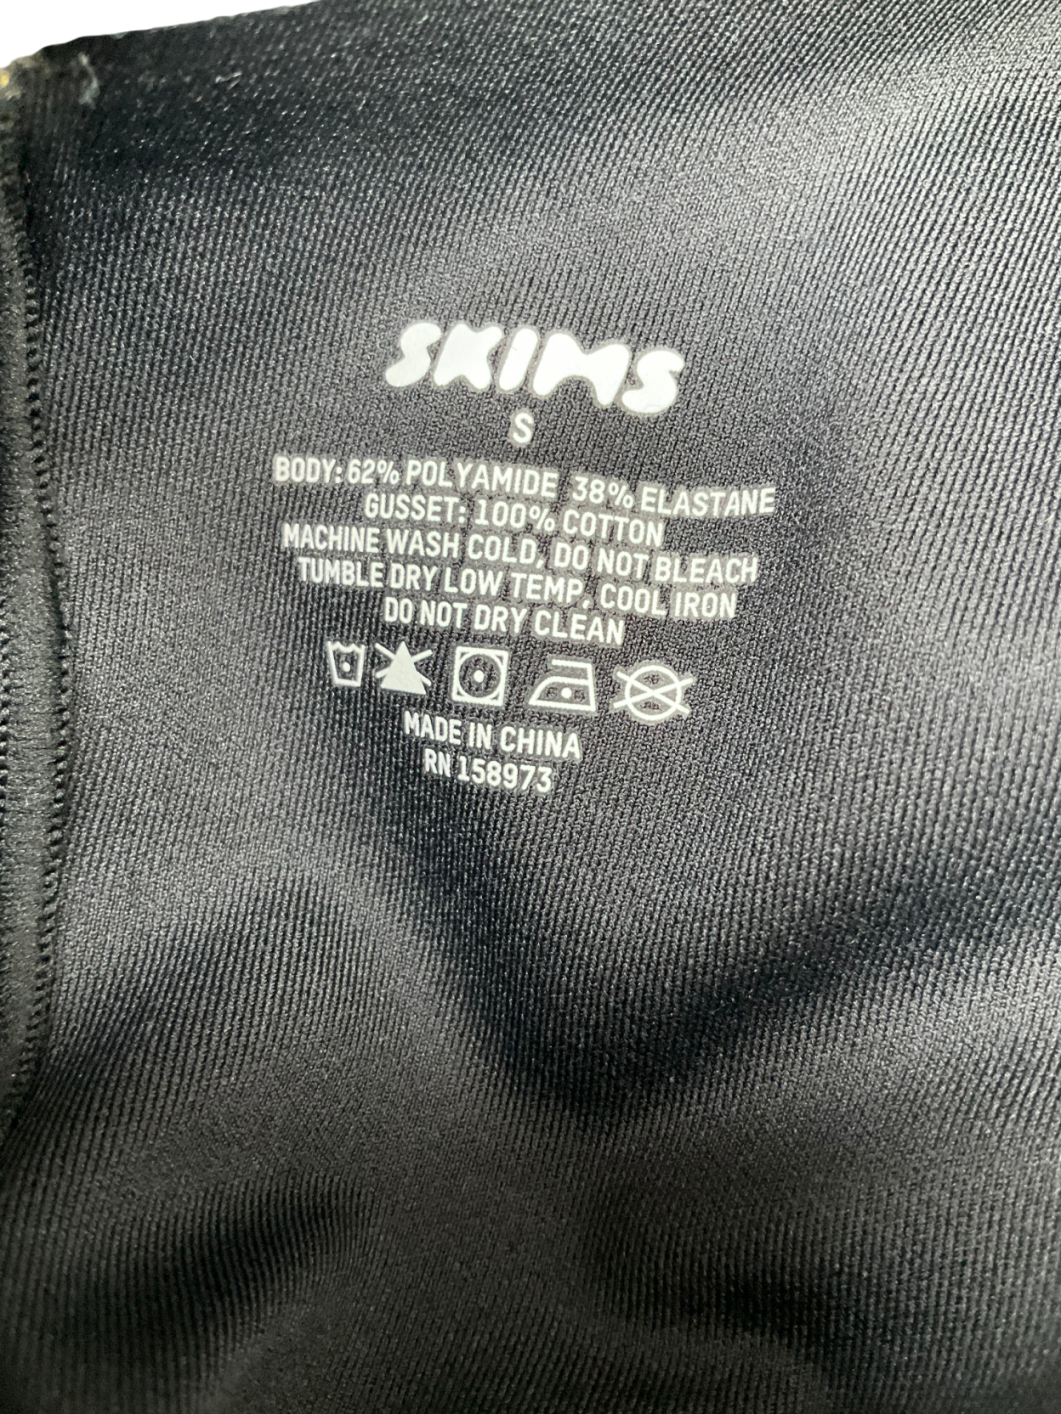 SKIMS
S
BODY: 62% POLYAMIDE 38% ELASTANE
GUSSET: 100% COTTON
MACHINE WASH COLD, DO NOT BLEACH
TUMBLE DRY LOW TEMP, COOL IRON
DO NOT DRY CLEAN
MADE IN CHINA
RN 158973